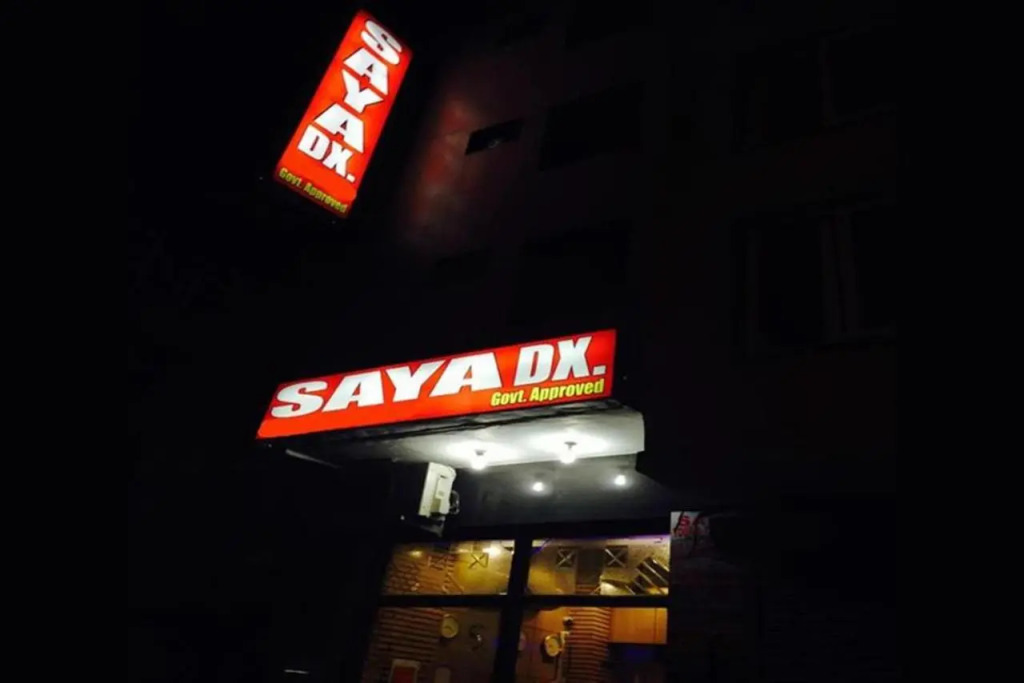 SAYA
DX.
Govt. Approved
SAYA DX.
Govt. Approved